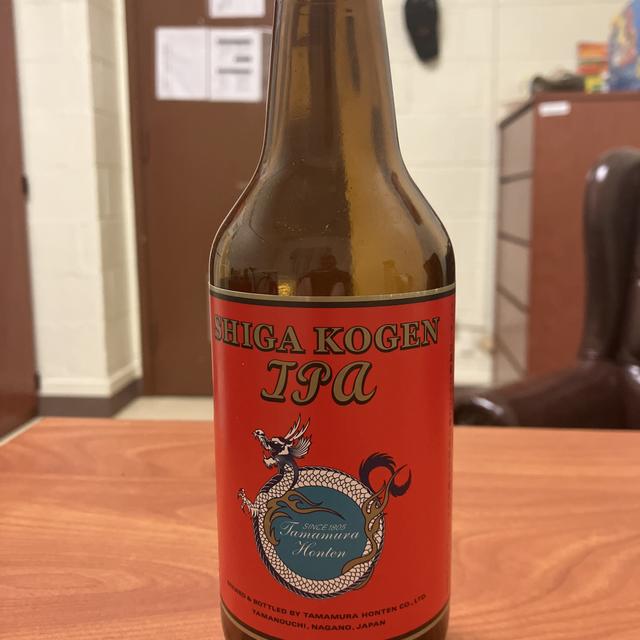 SHIGA KOGEN
IPA
SINCE 1805
Tamamura
Honten
BREWED & BOTTLED BY TAMAMURA HONTEN CO., LTD.
YAMANOUCHI, NAGANO, JAPAN